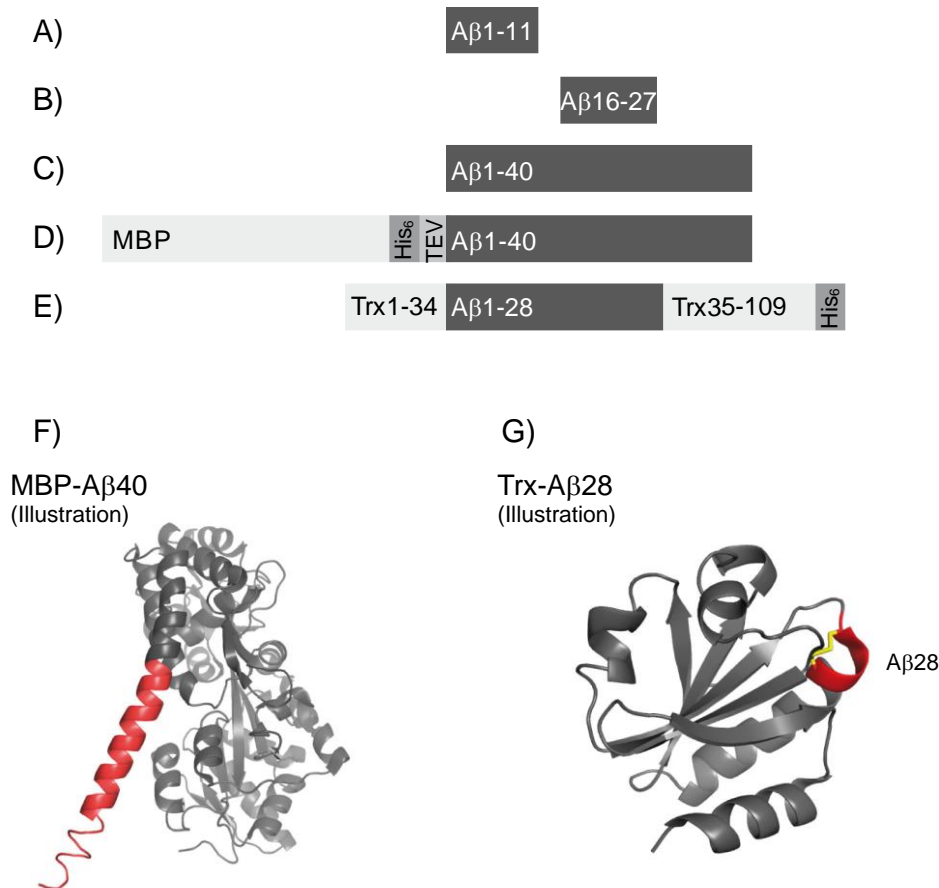 A)
Aβ1-11
B)
Aβ16-27
C)
Aβ1-40
D)
MBP
His₆
TEV
Aβ1-40
E)
Trx1-34
Aβ1-28
Trx35-109
His₆
F)
MBP-Aβ40
(Illustration)
G)
Trx-Aβ28
(Illustration)
Aβ28